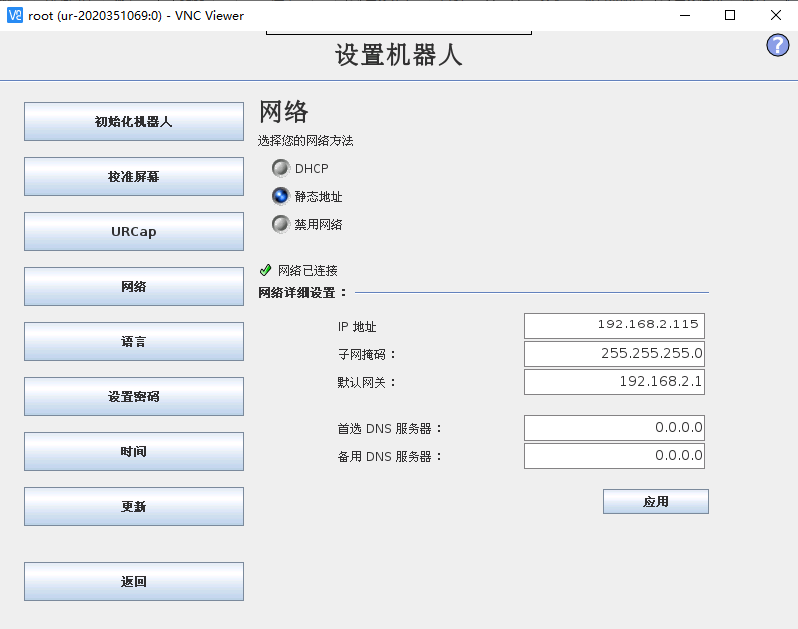 root (ur-2020351069:0) - VNC Viewer
设置机器人
?
初始化机器人
校准屏幕
URCap
网络
语言
设置密码
时间
更新
返回
网络
选择您的网络方法
DHCP
静态地址
禁用网络
网络已连接
网络详细设置：
IP 地址 192.168.2.115
子网掩码： 255.255.255.0
默认网关： 192.168.2.1
首选 DNS 服务器： 0.0.0.0
备用 DNS 服务器： 0.0.0.0
应用